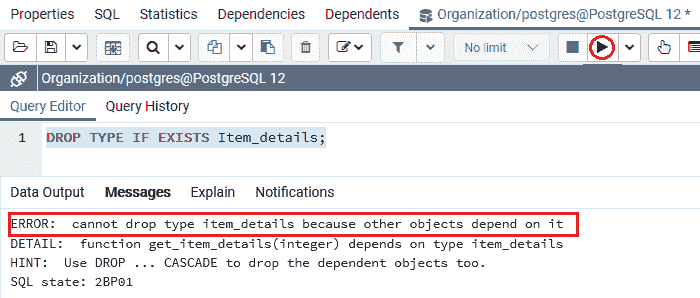 Properties SQL Statistics Dependencies Dependents Organization/postgres@PostgreSQL 12 *
No limit
Organization/postgres@PostgreSQL 12
Query Editor Query History
1 DROP TYPE IF EXISTS Item_details;
Data Output Messages Explain Notifications
ERROR:  cannot drop type item_details because other objects depend on it
DETAIL:  function get_item_details(integer) depends on type item_details
HINT:  Use DROP ... CASCADE to drop the dependent objects too.
SQL state: 2BP01